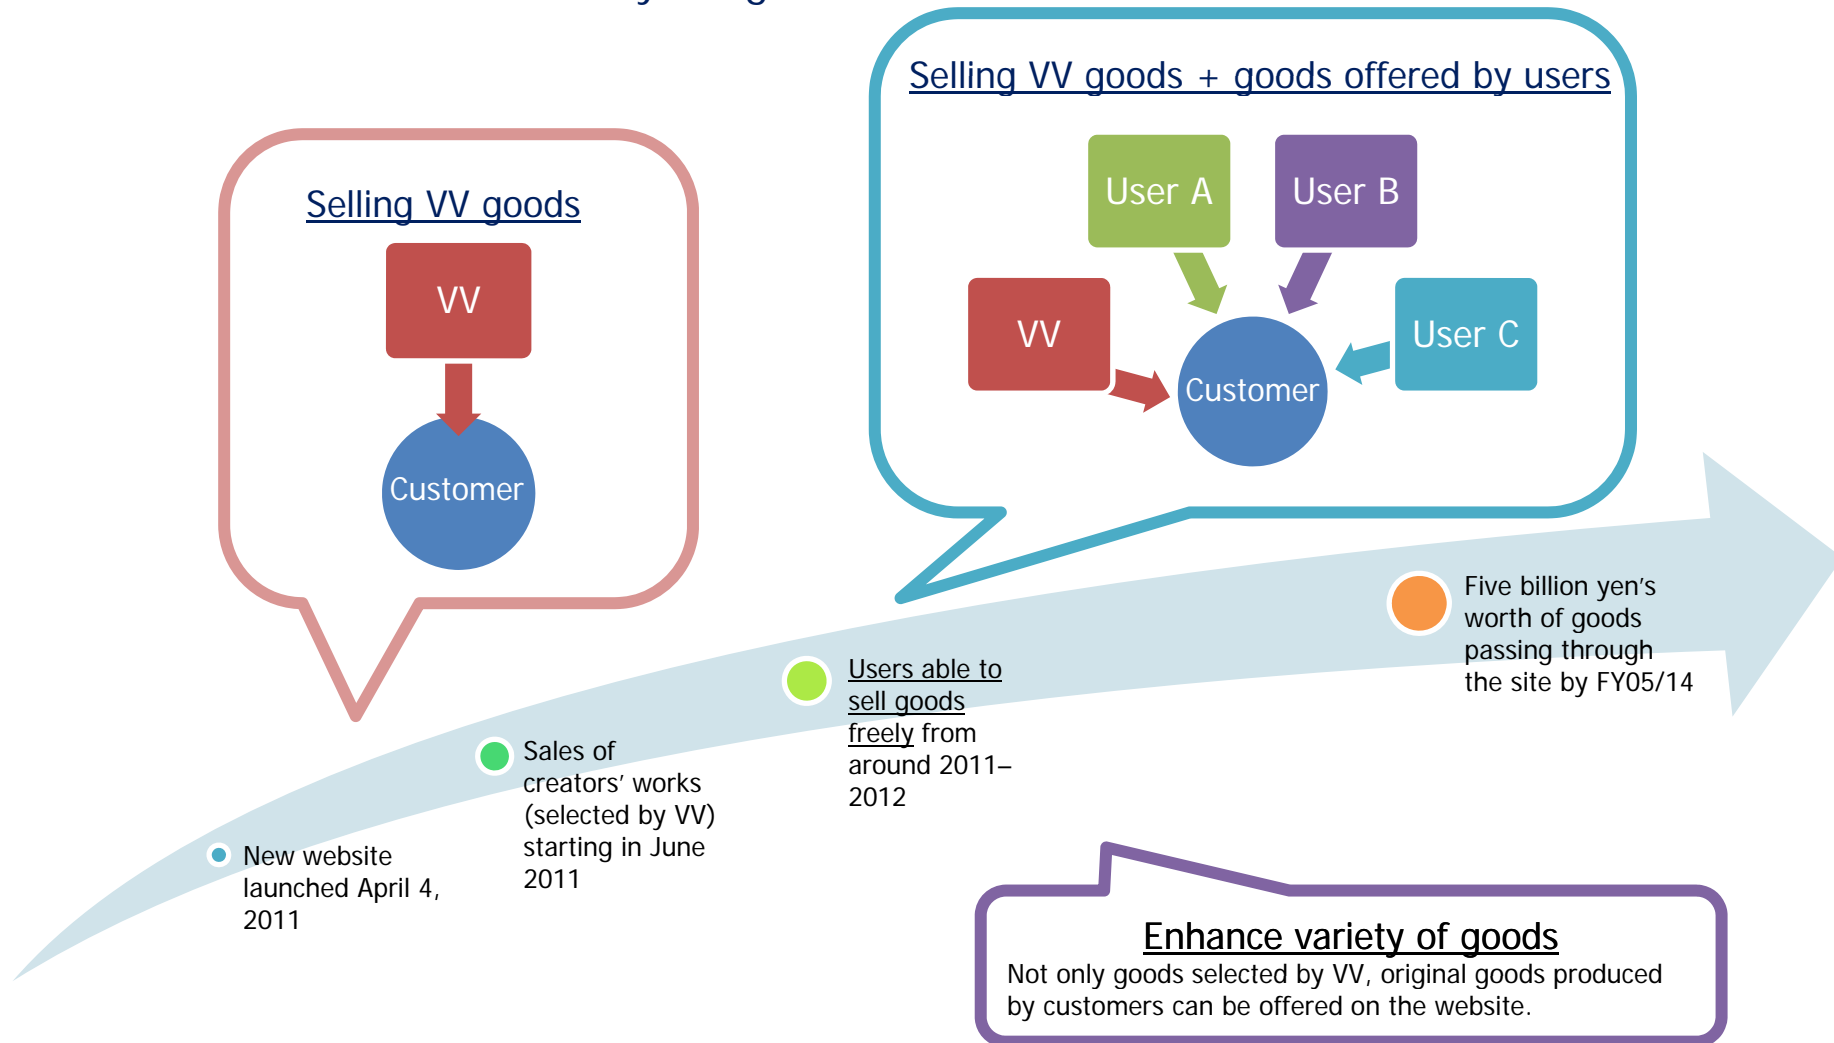 Selling VV goods + goods offered by users
User A
User B
VV
User C
Customer
Selling VV goods
VV
Customer
Five billion yen's
worth of goods
passing through
the site by FY05/14
Users able to
sell goods
freely from
around 2011–
2012
Sales of
creators' works
(selected by VV)
starting in June
2011
New website
launched April 4,
2011
Enhance variety of goods
Not only goods selected by VV, original goods produced
by customers can be offered on the website.